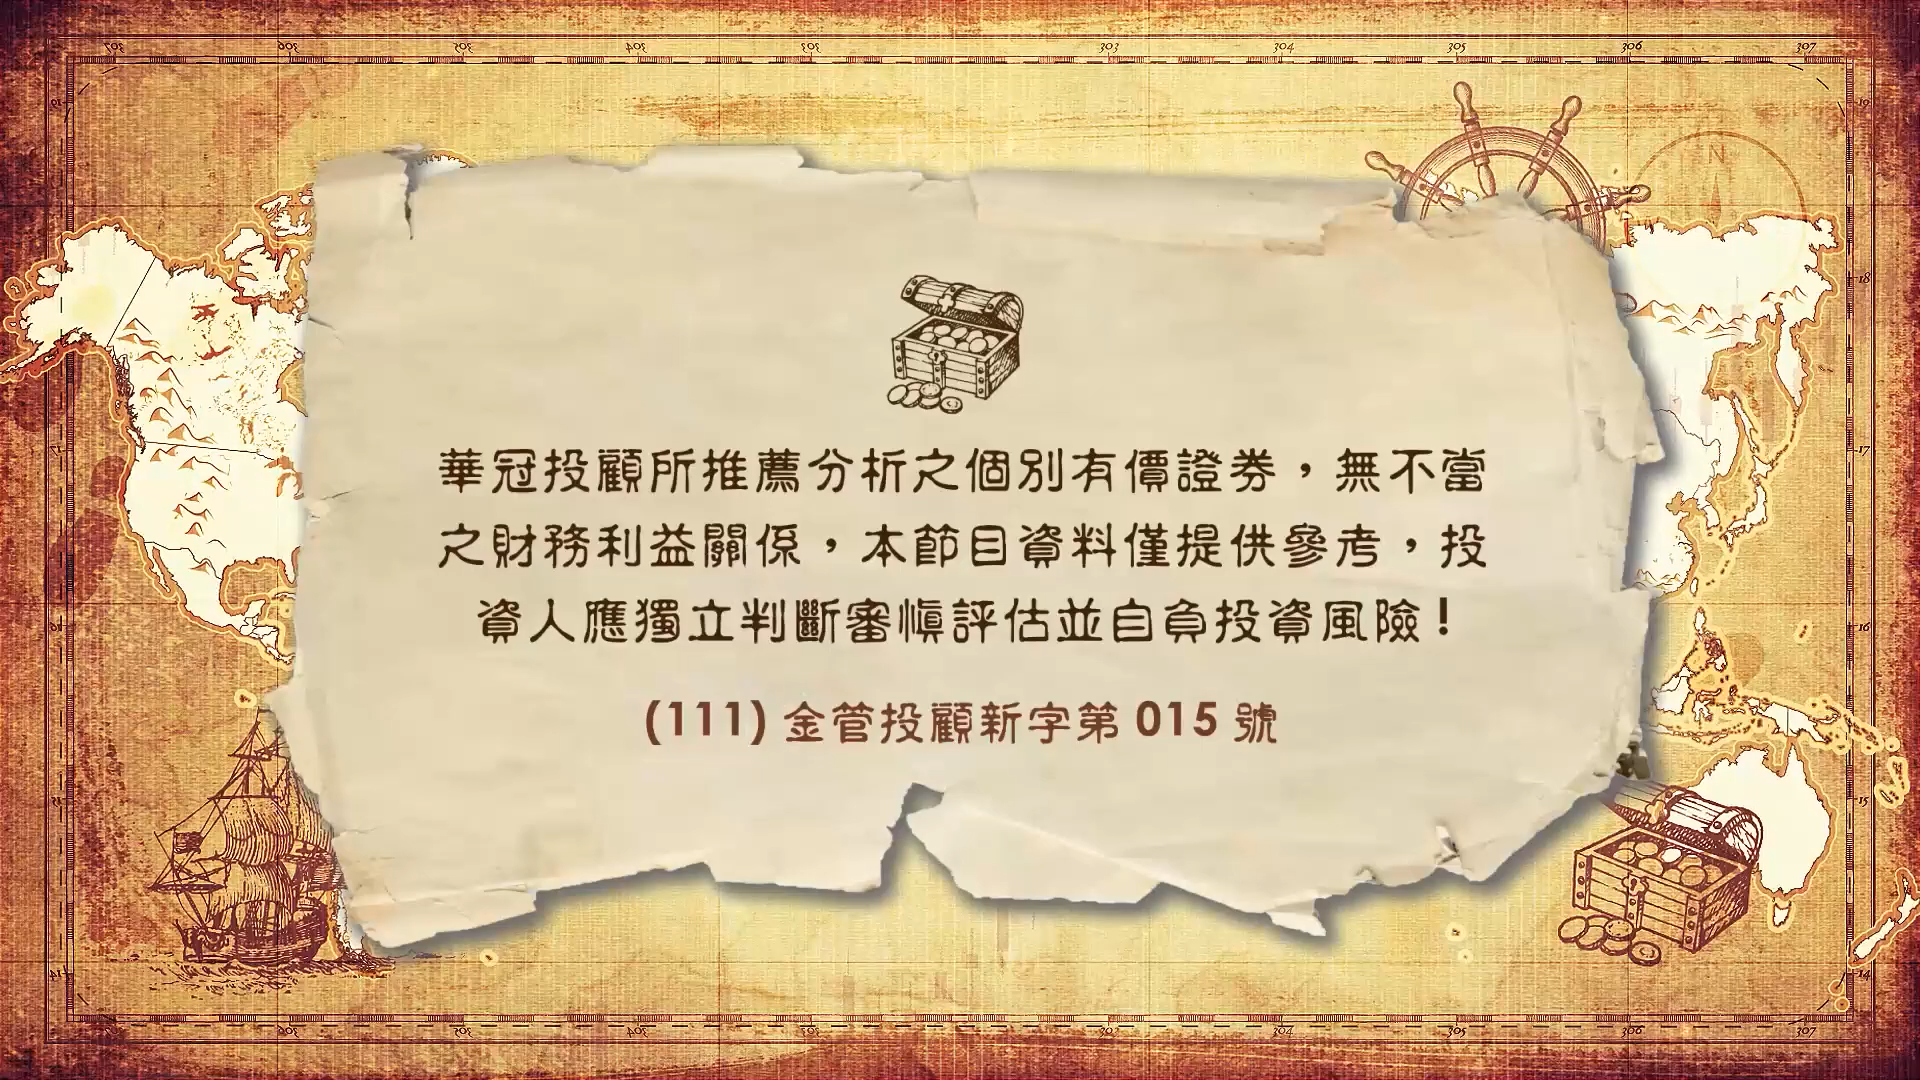 華冠投顧所推薦分析之個別有價證券，無不當
之財務利益關係，本節目資料僅提供參考，投
資人應獨立判斷審慎評估並自負投資風險！
(111) 金管投顧新字第 015 號